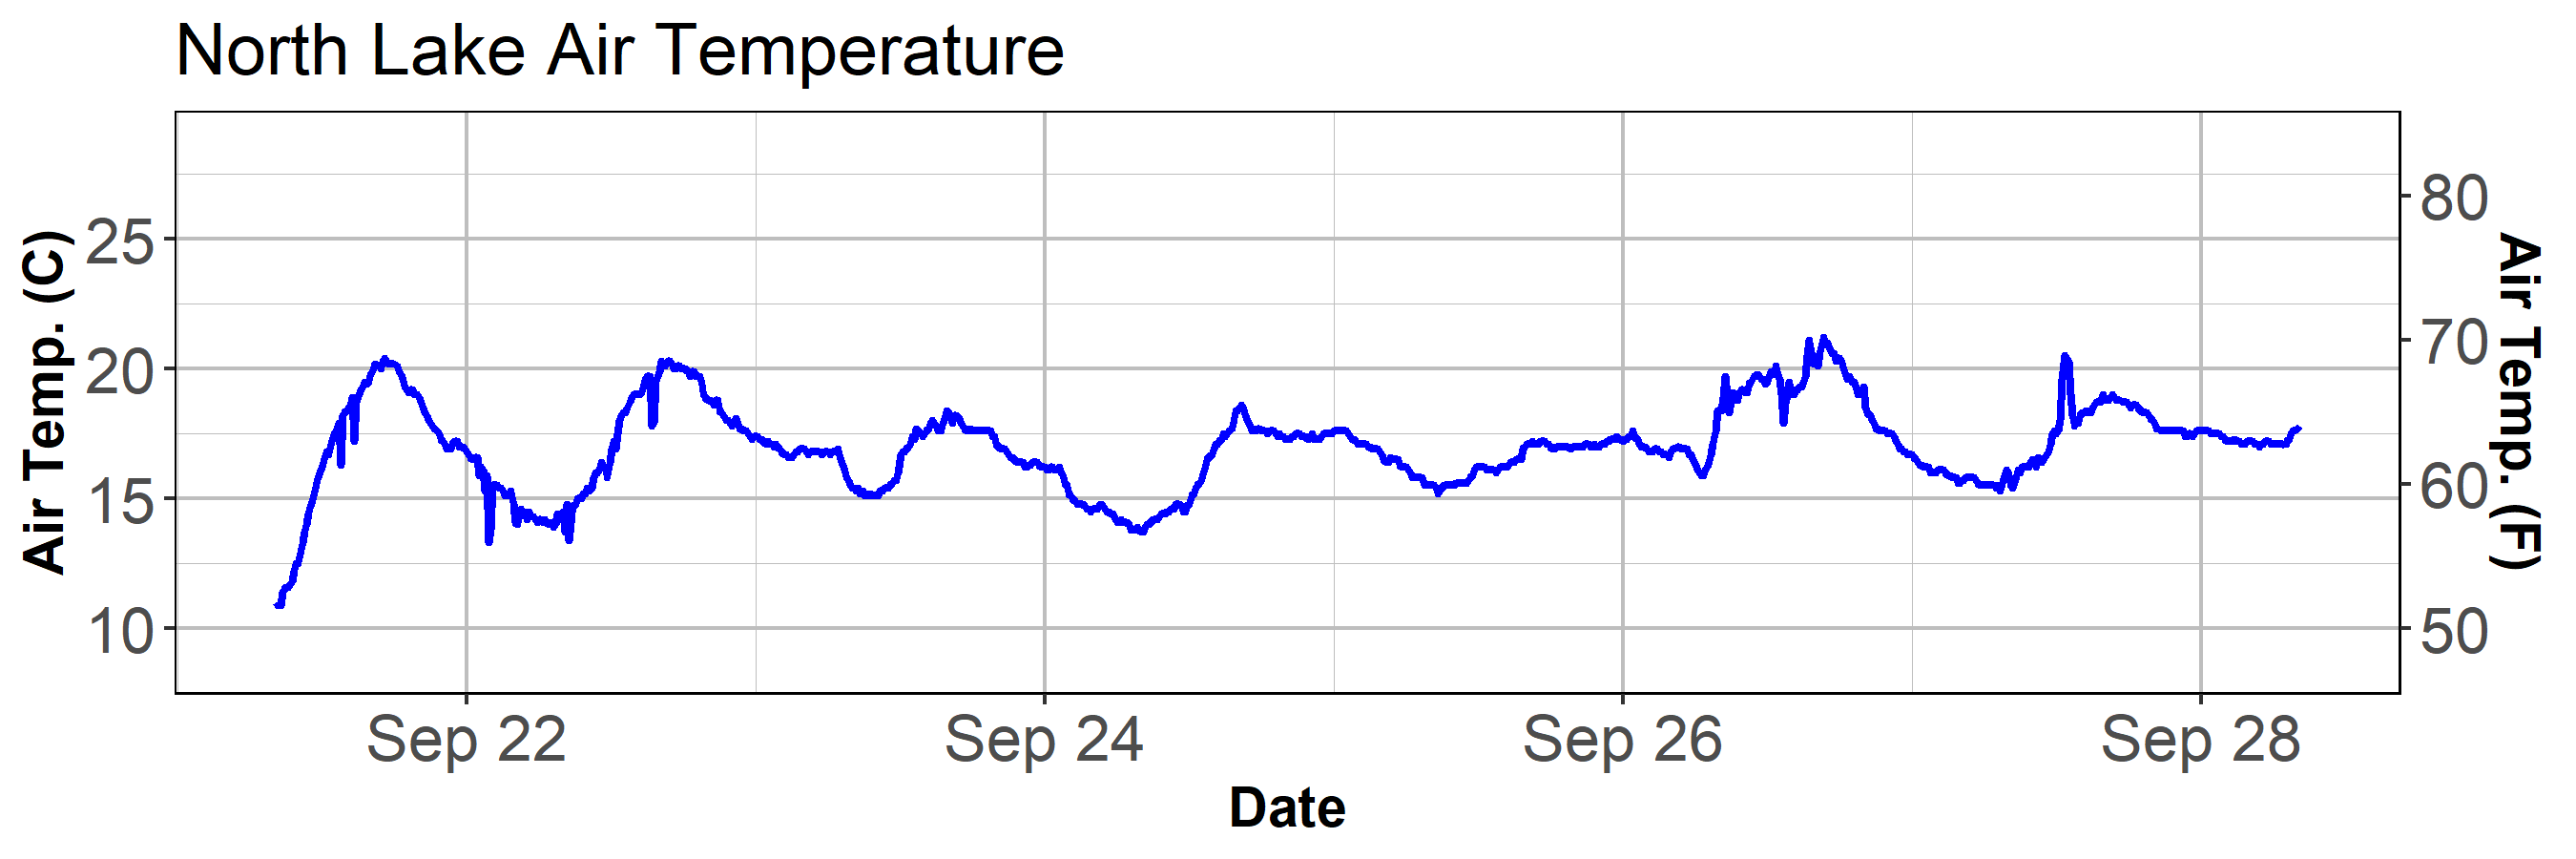 North Lake Air Temperature
Air Temp. (C)
25
20
15
10
80
70
60
50
Air Temp. (F)
Sep 22
Sep 24
Sep 26
Sep 28
Date